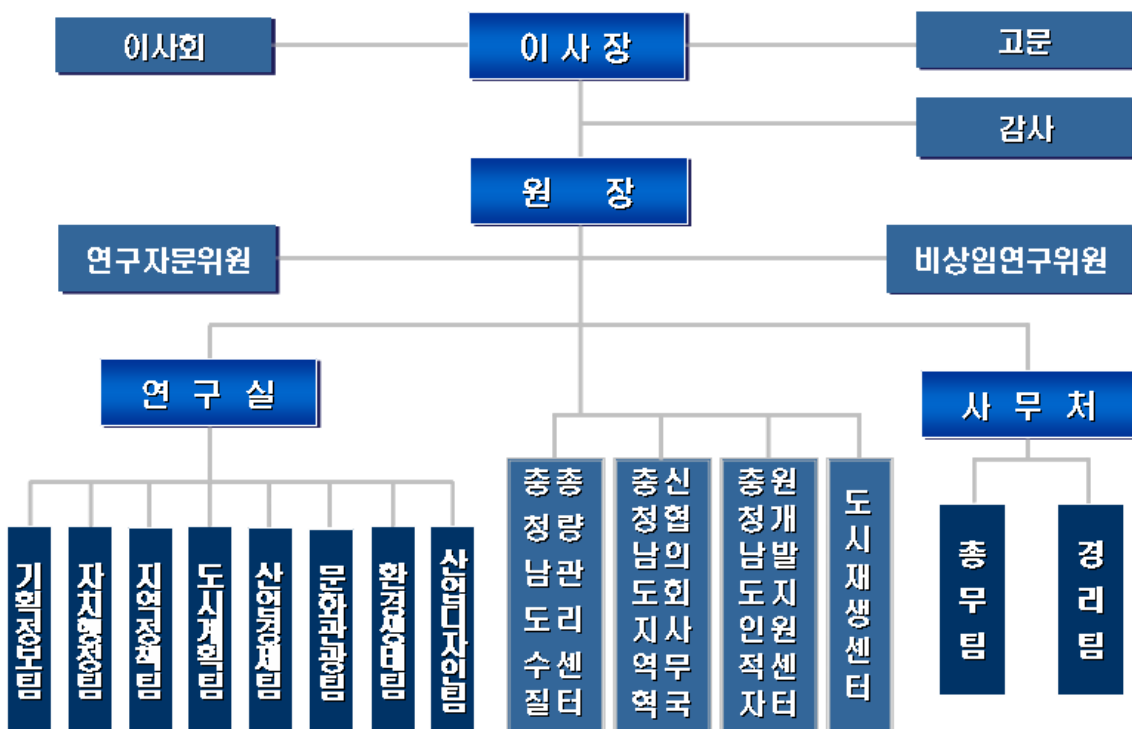 이사회
이 사 장
고문
감사
원 장
연구자문위원
비상임연구위원
연 구 실
사 무 처
기획정보팀
자치행정팀
지역정책팀
도시계획팀
산업경제팀
문화관광팀
환경생태팀
산업디자인팀
충청남도수질
총량관리센터
충청남도지역혁
신협의회사무국
충청남도인적자
원개발지원센터
도시재생센터
총무팀
경리팀